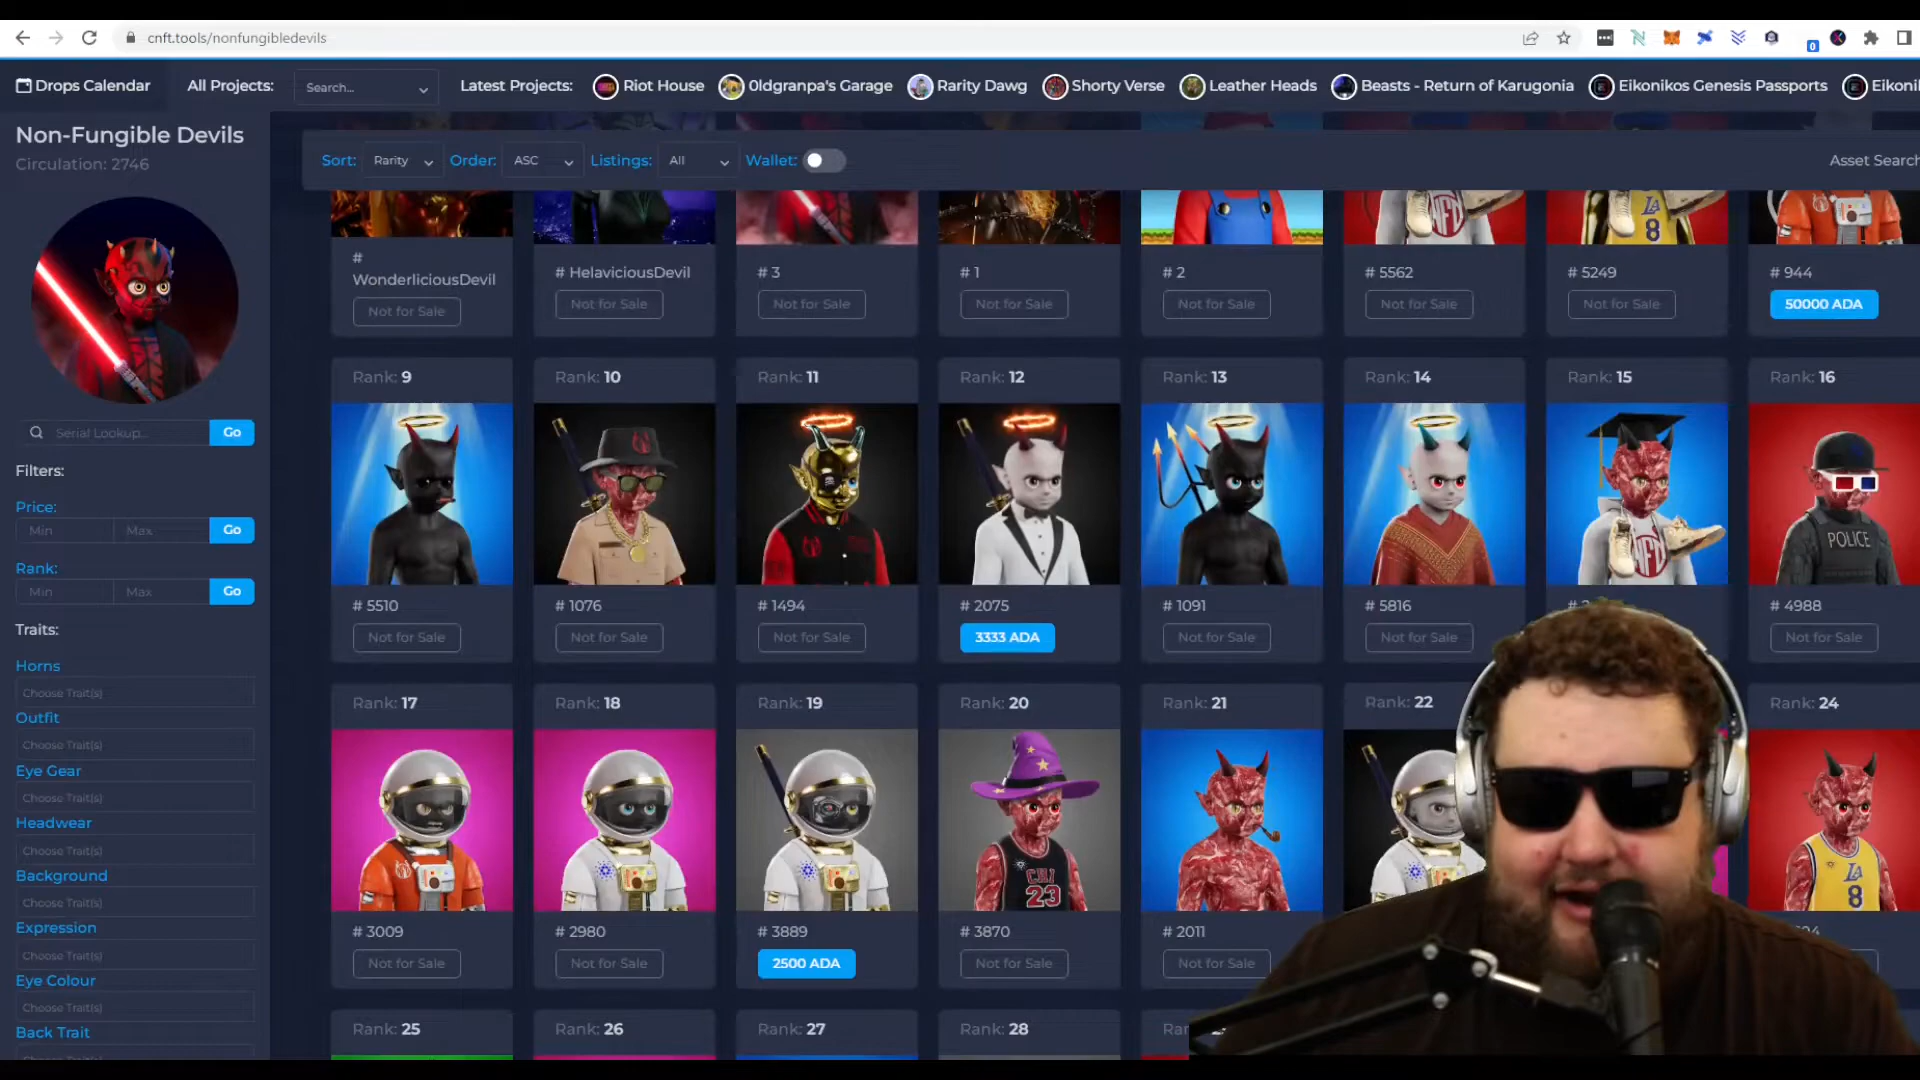 cnft.tools/nonfungibledevils
0
Drops Calendar
All Projects:
Search...
Latest Projects:
Riot House
0ldgranpa's Garage
Rarity Dawg
Shorty Verse
Leather Heads
Beasts - Return of Karugonia
Eikonikos Genesis Passports
Eikoni
Non-Fungible Devils
Circulation: 2746
Sort:
Rarity
Order:
ASC
Listings:
All
Wallet:
Asset Search
LA
8
#
WonderliciousDevil
Not for Sale
# HelaviciousDevil
Not for Sale
# 3
Not for Sale
# 1
Not for Sale
# 2
Not for Sale
# 5562
Not for Sale
# 5249
Not for Sale
# 944
50000 ADA
Serial Lookup...
Go
Filters:
Price:
Min
Max
Go
Rank:
Min
Max
Go
Traits:
Horns
Choose Trait(s)
Outfit
Choose Trait(s)
Eye Gear
Choose Trait(s)
Headwear
Choose Trait(s)
Background
Choose Trait(s)
Expression
Choose Trait(s)
Eye Colour
Choose Trait(s)
Back Trait
Rank: 9
# 5510
Not for Sale
Rank: 10
# 1076
Not for Sale
Rank: 11
# 1494
Not for Sale
Rank: 12
# 2075
3333 ADA
Rank: 13
# 1091
Not for Sale
Rank: 14
# 5816
Not for Sale
Rank: 15
Rank: 16
POLICE
# 4988
Not for Sale
Rank: 17
# 3009
Not for Sale
Rank: 18
# 2980
Not for Sale
Rank: 19
# 3889
2500 ADA
Rank: 20
CHI
23
# 3870
Not for Sale
Rank: 21
# 2011
Not for Sale
Rank: 22
Rank: 24
LA
8
Rank: 25
Rank: 26
Rank: 27
Rank: 28